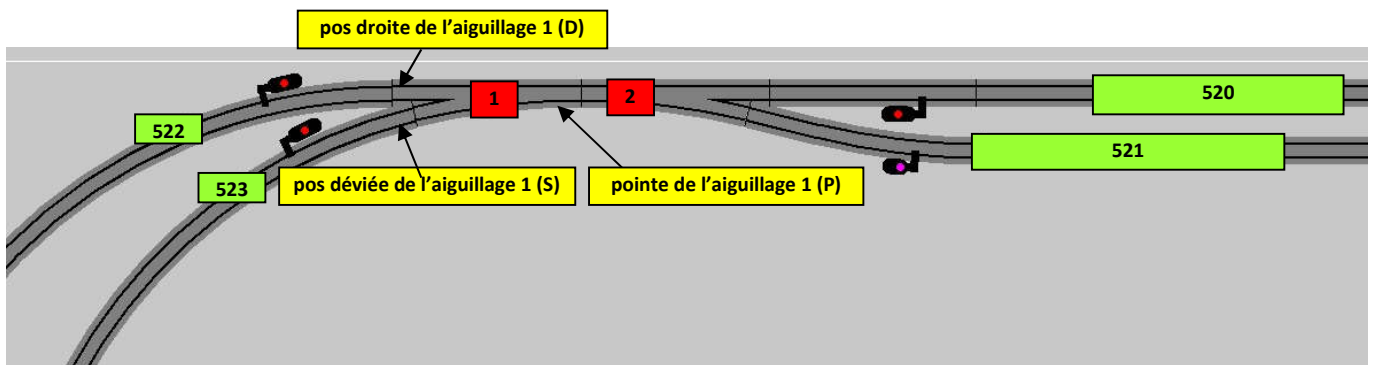 pos droite de l'aiguillage 1 (D)
1
2
520
522
521
523
pos déviée de l'aiguillage 1 (S)
pointe de l'aiguillage 1 (P)